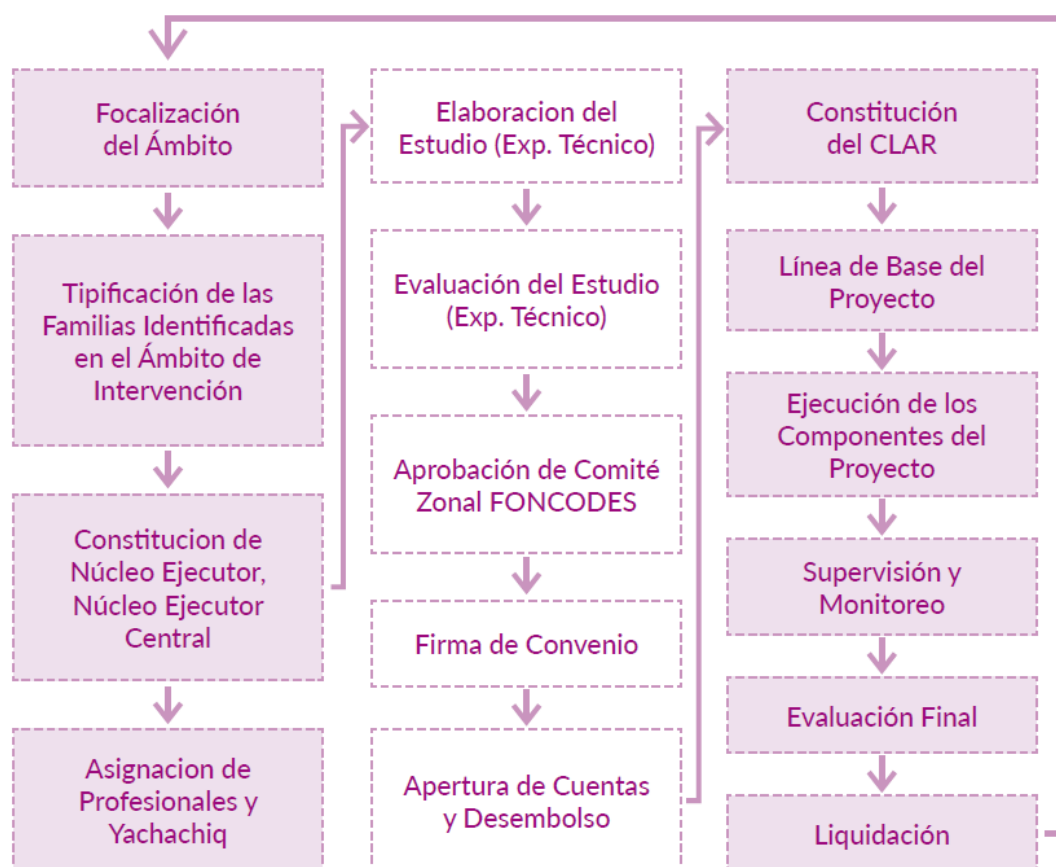 Focalización
del Ámbito
Tipificación de las
Familias Identificadas
en el Ámbito de
Intervención
Constitucion de
Núcleo Ejecutor,
Núcleo Ejecutor
Central
Asignacion de
Profesionales y
Yachachiq
Elaboracion del
Estudio (Exp. Técnico)
Evaluación del Estudio
(Exp. Técnico)
Aprobación de Comité
Zonal FONCODES
Firma de Convenio
Apertura de Cuentas
y Desembolso
Constitución
del CLAR
Línea de Base del
Proyecto
Ejecución de los
Componentes del
Proyecto
Supervisión y
Monitoreo
Evaluación Final
Liquidación